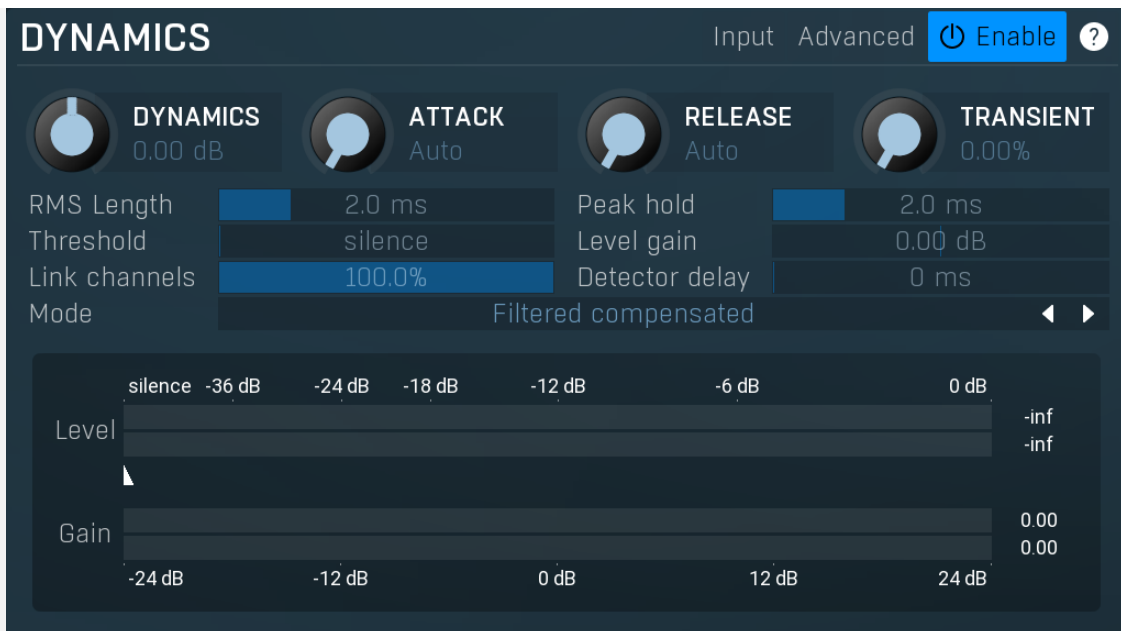 DYNAMICS Input Advanced Enable ?
DYNAMICS ATTACK RELEASE TRANSIENT
0.00 dB Auto Auto 0.00%
RMS Length 2.0 ms Peak hold 2.0 ms
Threshold silence Level gain 0.00 dB
Link channels 100.0% Detector delay 0 ms
Mode Filtered compensated
silence -36 dB -24 dB -18 dB -12 dB -6 dB 0 dB
Level -inf
-inf
Gain 0.00
0.00
-24 dB -12 dB 0 dB 12 dB 24 dB